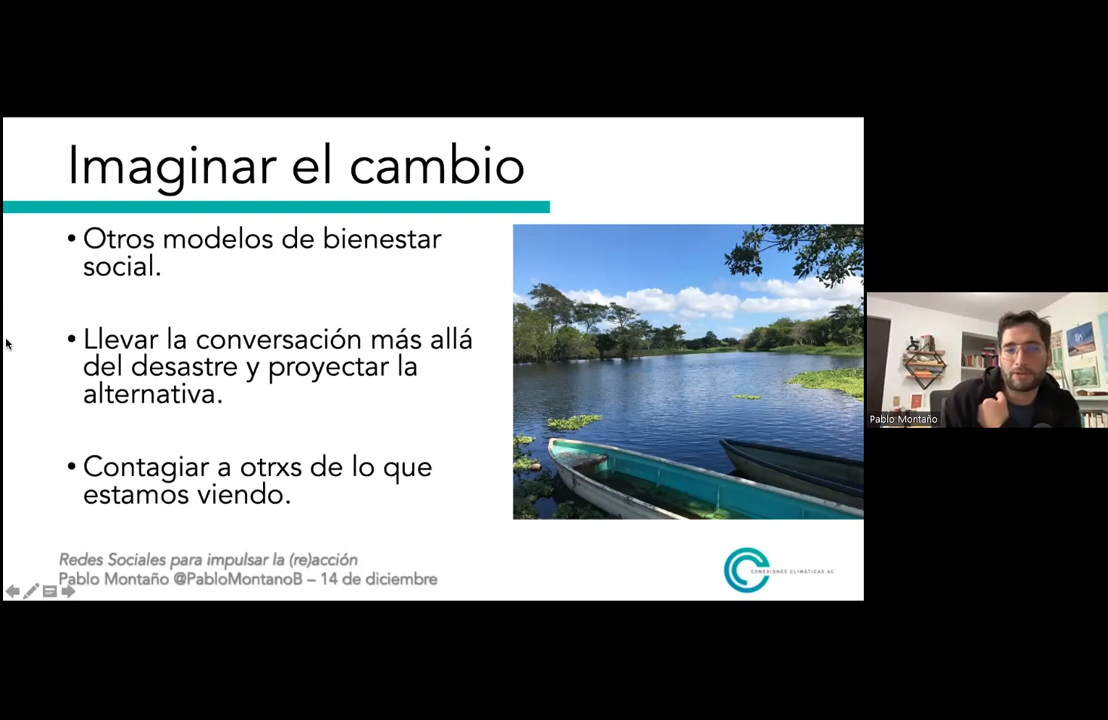 Imaginar el cambio
• Otros modelos de bienestar
social.
• Llevar la conversación más allá
del desastre y proyectar la
alternativa.
• Contagiar a otrxs de lo que
estamos viendo.
Redes Sociales para impulsar la (re)acción
Pablo Montaño @PabloMontanoB – 14 de diciembre
CONEXIONES CLIMÁTICAS AC
Pablo Montaño